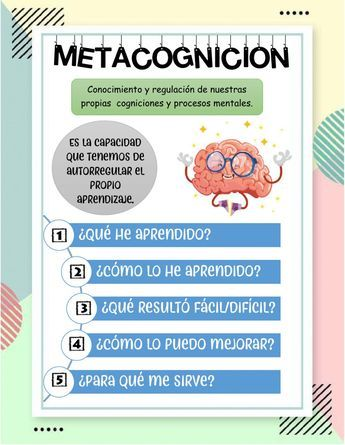 METACOGNICION
Conocimiento y regulación de nuestras
propias cogniciones y procesos mentales.
ES LA CAPACIDAD
QUE TENEMOS DE
AUTORREGULAR EL
PROPIO
APRENDIZAJE.
1 ¿QUÉ HE APRENDIDO?
2 ¿CÓMO LO HE APRENDIDO?
3 ¿QUÉ RESULTÓ FÁCIL/DIFÍCIL?
4 ¿CÓMO LO PUEDO MEJORAR?
5 ¿PARA QUÉ ME SIRVE?